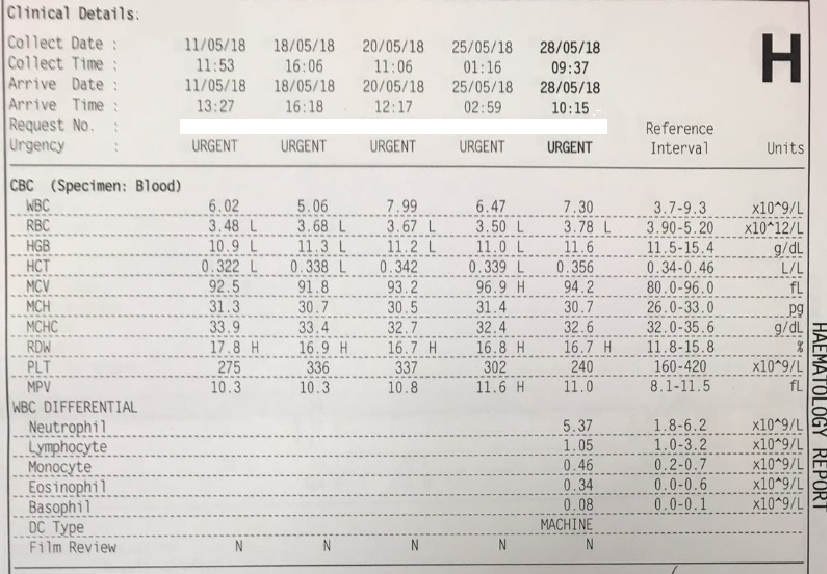 Clinical Details:
Collect Date : 11/05/18 18/05/18 20/05/18 25/05/18 28/05/18
H
Collect Time : 11:53 16:06 11:06 01:16 09:37
Arrive Date : 11/05/18 18/05/18 20/05/18 25/05/18 28/05/18
Arrive Time : 13:27 16:18 12:17 02:59 10:15
Request No. : Reference
Urgency : URGENT URGENT URGENT URGENT URGENT Interval Units
CBC (Specimen: Blood)
WBC 6.02 5.06 7.99 6.47 7.30 3.7-9.3 x10^9/L
RBC 3.48 L 3.68 L 3.67 L 3.50 L 3.78 L 3.90-5.20 x10^12/L
HGB 10.9 L 11.3 L 11.2 L 11.0 L 11.6 11.5-15.4 g/dL
HCT 0.322 L 0.338 L 0.342 0.339 L 0.356 0.34-0.46 L/L
MCV 92.5 91.8 93.2 96.9 H 94.2 80.0-96.0 fL
MCH 31.3 30.7 30.5 31.4 30.7 26.0-33.0 pg
MCHC 33.9 33.4 32.7 32.4 32.6 32.0-35.6 g/dL
RDW 17.8 H 16.9 H 16.7 H 16.8 H 16.7 H 11.8-15.8 %
PLT 275 336 337 302 240 160-420 x10^9/L
MPV 10.3 10.3 10.8 11.6 H 11.0 8.1-11.5 fL
WBC DIFFERENTIAL
Neutrophil 5.37 1.8-6.2 x10^9/L
Lymphocyte 1.05 1.0-3.2 x10^9/L
Monocyte 0.46 0.2-0.7 x10^9/L
Eosinophil 0.34 0.0-0.6 x10^9/L
Basophil 0.08 0.0-0.1 x10^9/L
DC Type MACHINE
Film Review N N N N N
HAEMATOLOGY REPORT